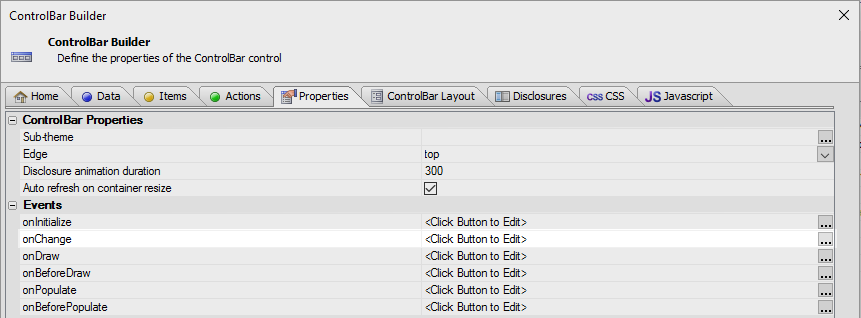 ControlBar Builder
ControlBar Builder
Define the properties of the ControlBar control
Home Data Items Actions Properties ControlBar Layout Disclosures CSS CSS JS Javascript
ControlBar Properties
Sub-theme ...
Edge top
Disclosure animation duration 300
Auto refresh on container resize
Events
onInitialize <Click Button to Edit> ...
onChange <Click Button to Edit> ...
onDraw <Click Button to Edit> ...
onBeforeDraw <Click Button to Edit> ...
onPopulate <Click Button to Edit> ...
onBeforePopulate <Click Button to Edit> ...